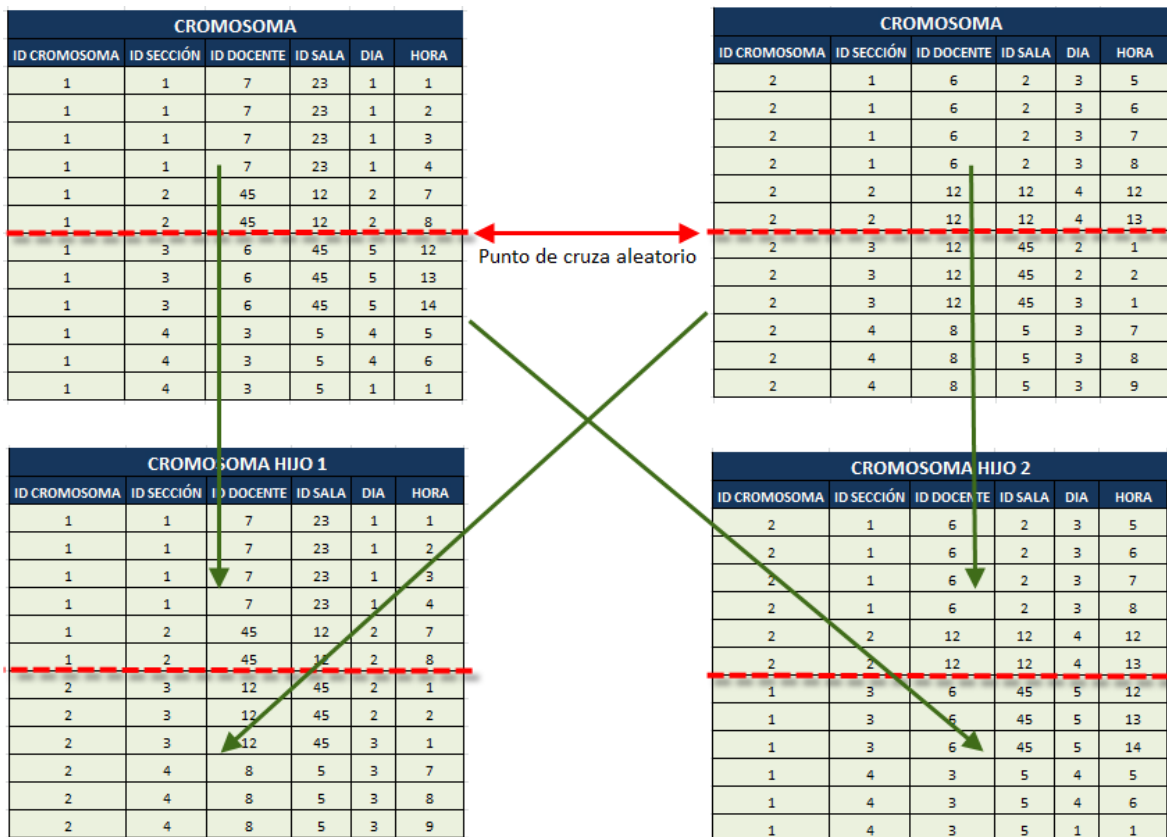 CROMOSOMA
ID CROMOSOMA ID SECCIÓN ID DOCENTE ID SALA DIA HORA
1 1 7 23 1 1
1 1 7 23 1 2
1 1 7 23 1 3
1 1 7 23 1 4
1 2 45 12 2 7
1 2 45 12 2 8
1 3 6 45 5 12
1 3 6 45 5 13
1 3 6 45 5 14
1 4 3 5 4 5
1 4 3 5 4 6
1 4 3 5 1 1
Punto de cruza aleatorio
CROMOSOMA
ID CROMOSOMA ID SECCIÓN ID DOCENTE ID SALA DIA HORA
2 1 6 2 3 5
2 1 6 2 3 6
2 1 6 2 3 7
2 1 6 2 3 8
2 2 12 12 4 12
2 2 12 12 4 13
2 3 12 45 2 1
2 3 12 45 2 2
2 3 12 45 3 1
2 4 8 5 3 7
2 4 8 5 3 8
2 4 8 5 3 9
CROMOSOMA HIJO 1
ID CROMOSOMA ID SECCIÓN ID DOCENTE ID SALA DIA HORA
1 1 7 23 1 1
1 1 7 23 1 2
1 1 7 23 1 3
1 1 7 23 1 4
1 2 45 12 2 7
1 2 45 12 2 8
2 3 12 45 2 1
2 3 12 45 2 2
2 3 12 45 3 1
2 4 8 5 3 7
2 4 8 5 3 8
2 4 8 5 3 9
CROMOSOMA HIJO 2
ID CROMOSOMA ID SECCIÓN ID DOCENTE ID SALA DIA HORA
2 1 6 2 3 5
2 1 6 2 3 6
2 1 6 2 3 7
2 1 6 2 3 8
2 2 12 12 4 12
2 2 12 12 4 13
1 3 6 45 5 12
1 3 6 45 5 13
1 3 6 45 5 14
1 4 3 5 4 5
1 4 3 5 4 6
1 4 3 5 1 1